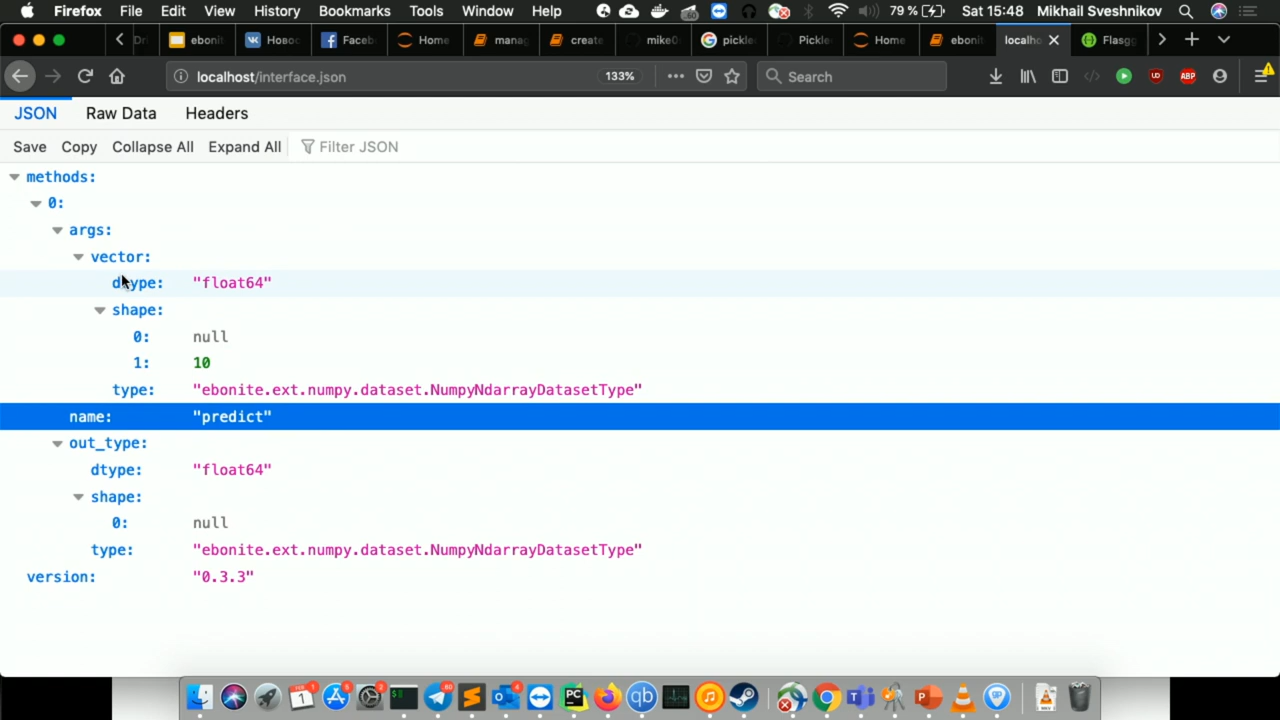 Firefox File Edit View History Bookmarks Tools Window Help 79 % Sat 15:48 Mikhail Sveshnikov
Dri ebonit Новос Faceb Home manag create mike0 pickle Pickle Home ebonit localho Flasgg
localhost/interface.json 133% Search
JSON Raw Data Headers
Save Copy Collapse All Expand All Filter JSON
methods:
0:
args:
vector:
dtype: "float64"
shape:
0: null
1: 10
type: "ebonite.ext.numpy.dataset.NumpyNdarrayDatasetType"
name: "predict"
out_type:
dtype: "float64"
shape:
0: null
type: "ebonite.ext.numpy.dataset.NumpyNdarrayDatasetType"
version: "0.3.3"